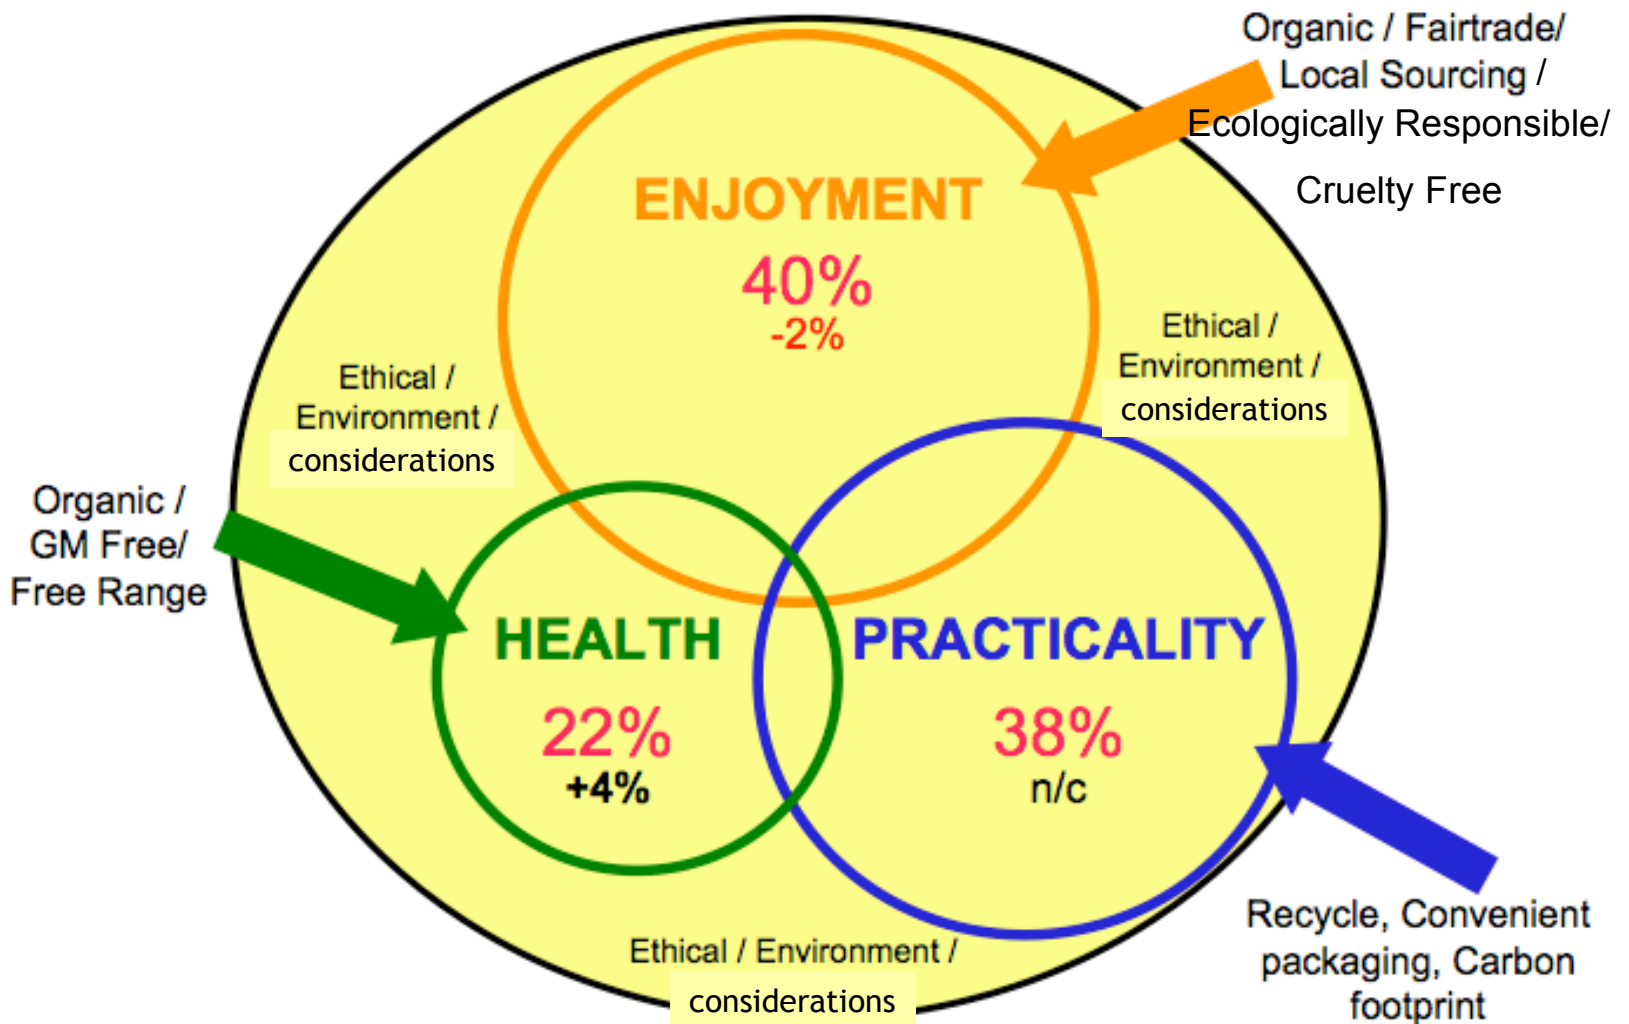 Organic / Fairtrade/
Local Sourcing /
Ecologically Responsible/
Cruelty Free
ENJOYMENT
40%
-2%
Ethical /
Environment /
considerations
Ethical /
Environment /
considerations
Organic /
GM Free/
Free Range
HEALTH
22%
+4%
PRACTICALITY
38%
n/c
Recycle, Convenient
packaging, Carbon
footprint
Ethical / Environment /
considerations